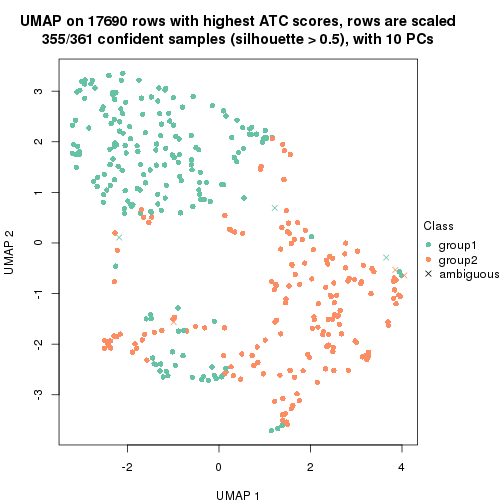 UMAP on 17690 rows with highest ATC scores, rows are scaled
355/361 confident samples (silhouette > 0.5), with 10 PCs
3
2
1
0
-1
-2
-3
UMAP 2
-2
0
2
4
UMAP 1
Class
group1
group2
ambiguous